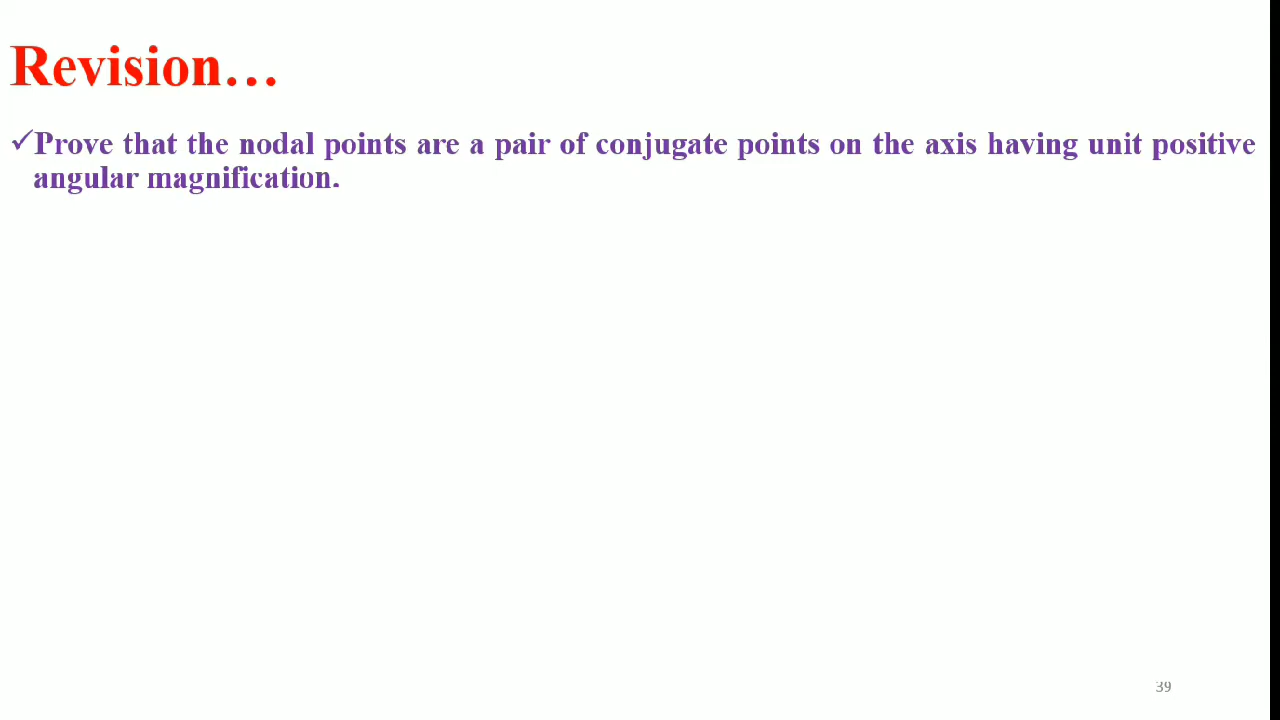 Revision…
✓Prove that the nodal points are a pair of conjugate points on the axis having unit positive
angular magnification.
39